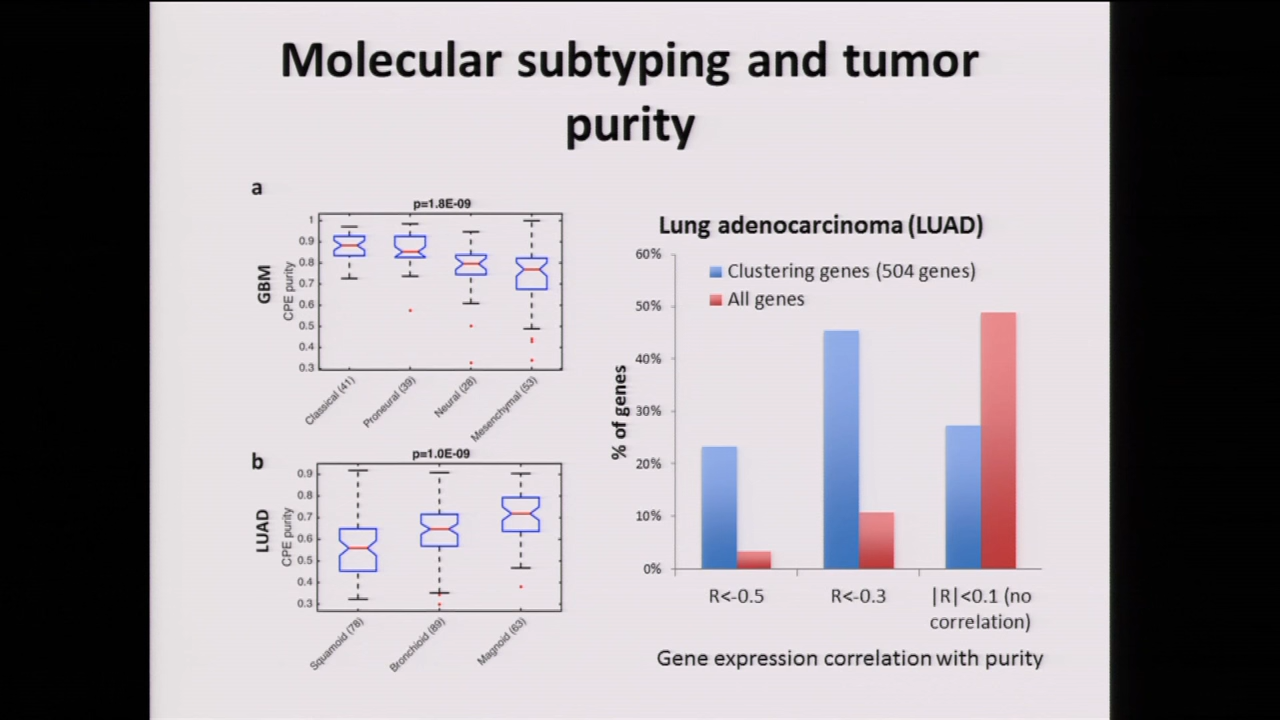 Molecular subtyping and tumor
purity
a
p=1.8E-09
GBM
CPE purity
1
0.9
0.8
0.7
0.6
0.5
0.4
0.3
Classical (41)
Proneural (39)
Neural (28)
Mesenchymal (53)
b
p=1.0E-09
LUAD
CPE purity
0.9
0.8
0.7
0.6
0.5
0.4
0.3
Squamoid (78)
Bronchioid (89)
Magnoid (63)
Lung adenocarcinoma (LUAD)
Clustering genes (504 genes)
All genes
% of genes
60%
50%
40%
30%
20%
10%
0%
R<-0.5
R<-0.3
|R|<0.1 (no
correlation)
Gene expression correlation with purity